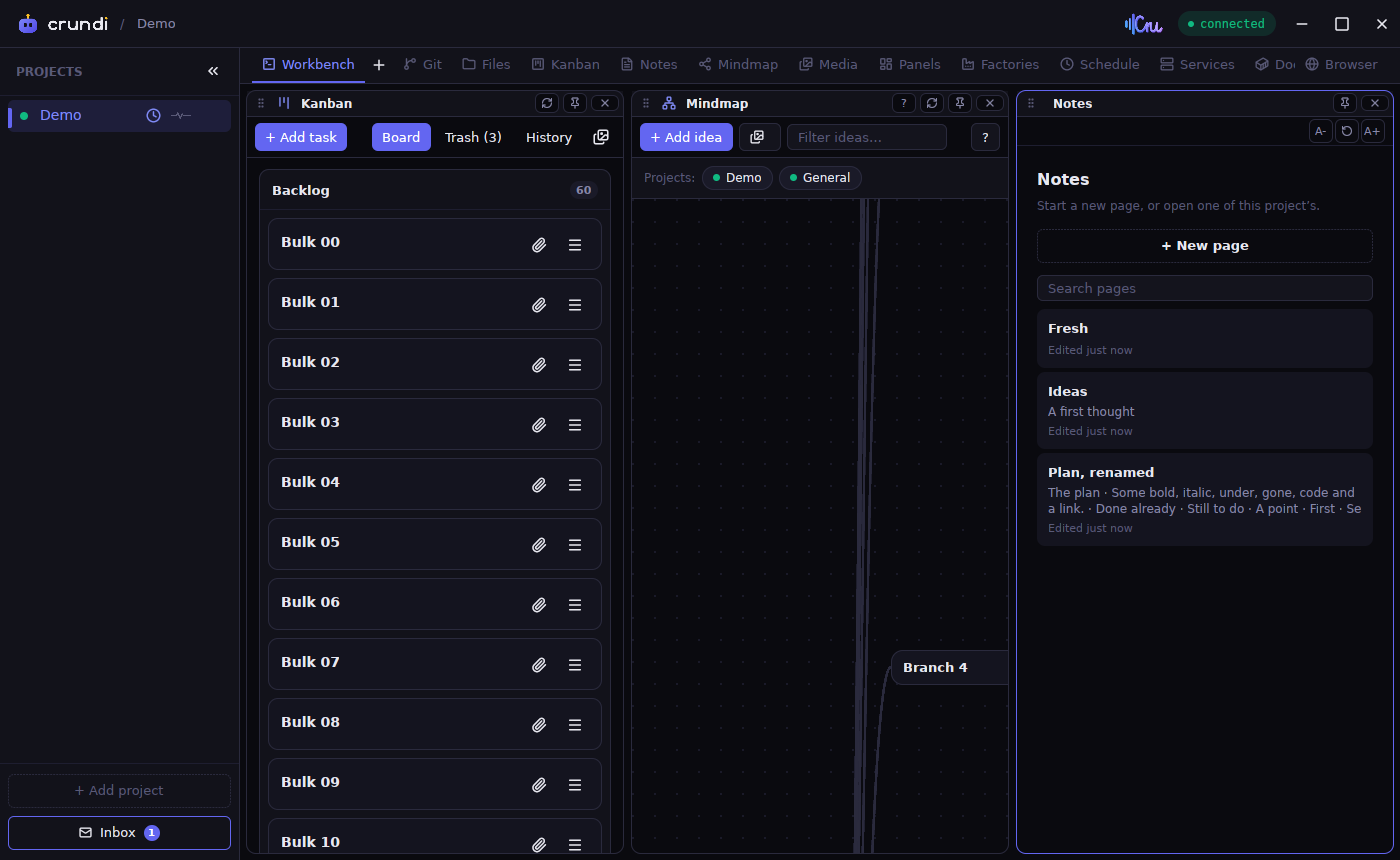 crundi / Demo
Cru
connected
PROJECTS
Demo
+ Add project
Inbox 1
Workbench + Git Files Kanban Notes Mindmap Media Panels Factories Schedule Services Browser
Kanban
+ Add task Board Trash (3) History
Backlog 60
Bulk 00
Bulk 01
Bulk 02
Bulk 03
Bulk 04
Bulk 05
Bulk 06
Bulk 07
Bulk 08
Bulk 09
Bulk 10
Mindmap ?
+ Add idea Filter ideas... ?
Projects: Demo General
Branch 4
Notes
A- A+
Notes
Start a new page, or open one of this project's.
+ New page
Search pages
Fresh
Edited just now
Ideas
A first thought
Edited just now
Plan, renamed
The plan · Some bold, italic, under, gone, code and
a link. · Done already · Still to do · A point · First · Se
Edited just now